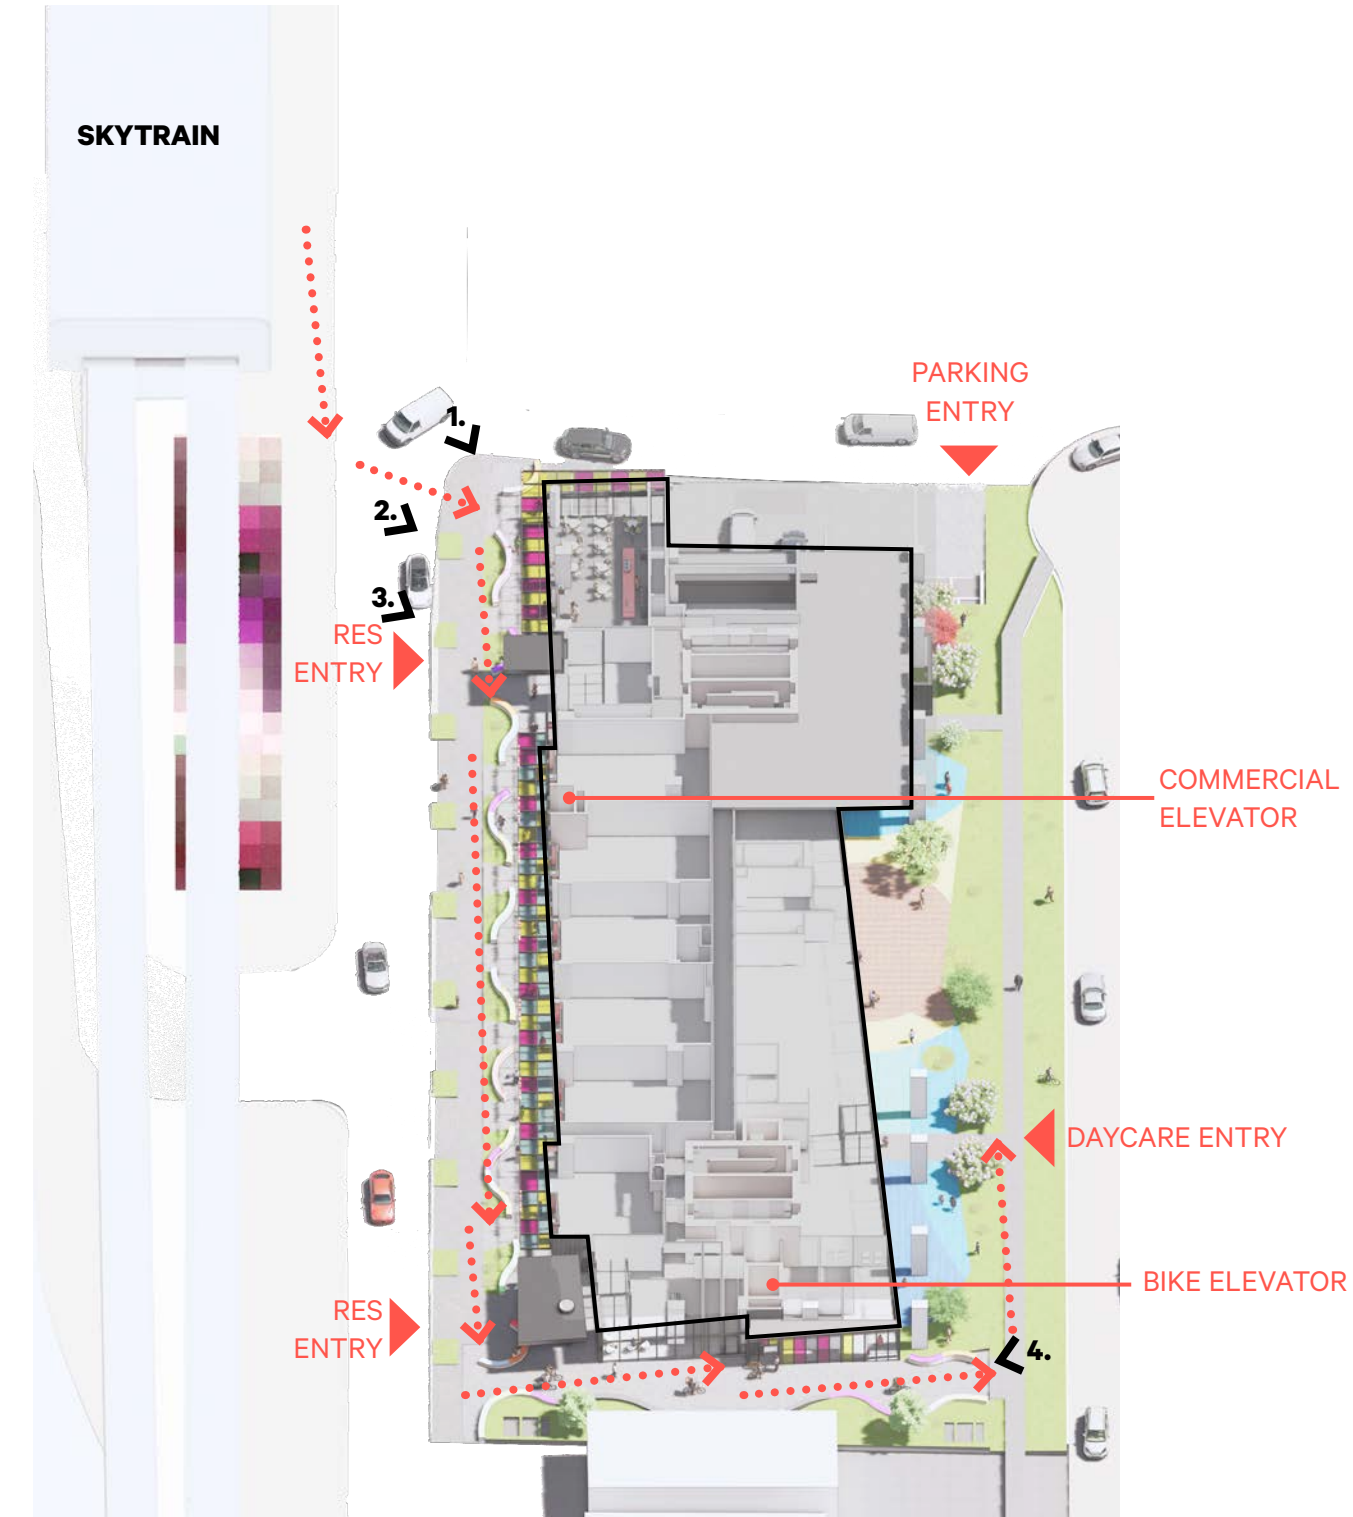 SKYTRAIN
PARKING
ENTRY
1.
2.
3.
RES
ENTRY
COMMERCIAL
ELEVATOR
DAYCARE ENTRY
BIKE ELEVATOR
RES
ENTRY
4.